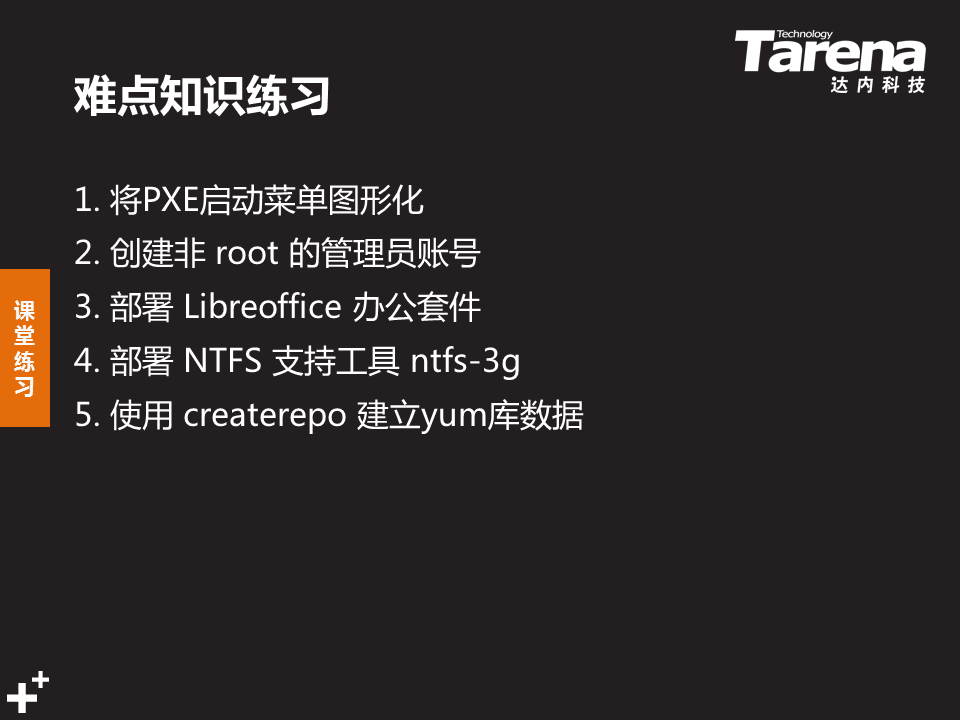 Technology
Tarena
达内科技
难点知识练习
1. 将PXE启动菜单图形化
2. 创建非 root 的管理员账号
3. 部署 Libreoffice 办公套件
4. 部署 NTFS 支持工具 ntfs-3g
5. 使用 createrepo 建立yum库数据
课
堂
练
习